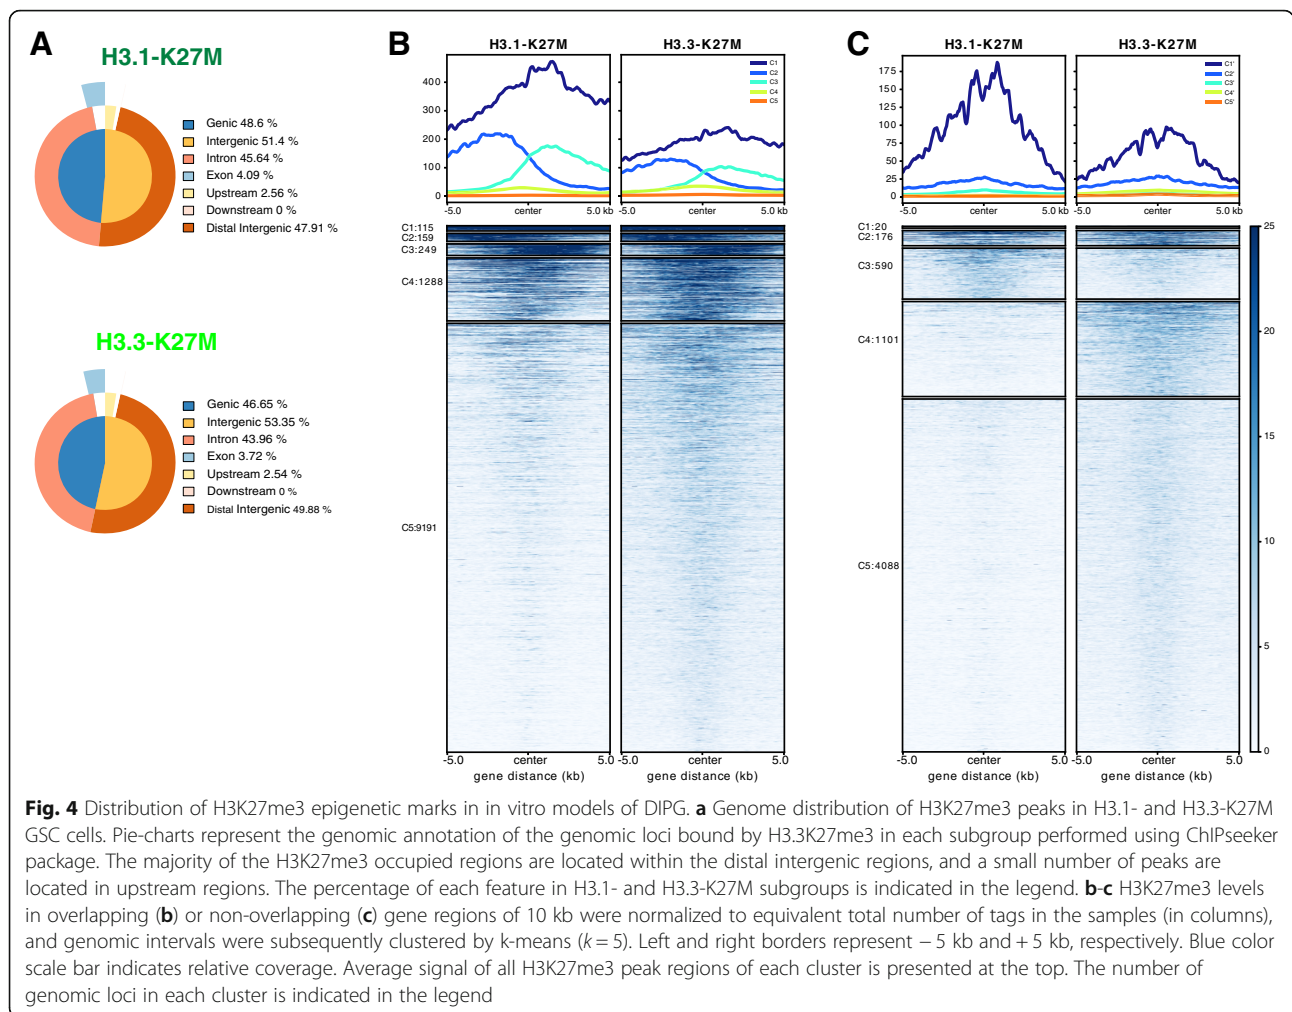 A
H3.1-K27M
Genic 48.6 %
Intergenic 51.4 %
Intron 45.64 %
Exon 4.09 %
Upstream 2.56 %
Downstream 0 %
Distal Intergenic 47.91 %
H3.3-K27M
Genic 46.65 %
Intergenic 53.35 %
Intron 43.96 %
Exon 3.72 %
Upstream 2.54 %
Downstream 0 %
Distal Intergenic 49.88 %
B
H3.1-K27M
H3.3-K27M
400
300
200
100
0
C1
C2
C3
C4
C5
-5.0
center
5.0 kb
-5.0
center
5.0 kb
C1:115
C2:159
C3:249
C4:1288
C5:9191
-5.0
center
5.0
gene distance (kb)
-5.0
center
5.0
gene distance (kb)
C
H3.1-K27M
H3.3-K27M
175
150
125
100
75
50
25
0
C1'
C2'
C3'
C4'
C5'
-5.0
center
5.0 kb
-5.0
center
5.0 kb
C1:20
C2:176
C3:590
C4:1101
C5:4088
-5.0
center
5.0
gene distance (kb)
-5.0
center
5.0
gene distance (kb)
25
20
15
10
5
0
Fig. 4 Distribution of H3K27me3 epigenetic marks in in vitro models of DIPG. a Genome distribution of H3K27me3 peaks in H3.1- and H3.3-K27M
GSC cells. Pie-charts represent the genomic annotation of the genomic loci bound by H3.3K27me3 in each subgroup performed using ChIPseeker
package. The majority of the H3K27me3 occupied regions are located within the distal intergenic regions, and a small number of peaks are
located in upstream regions. The percentage of each feature in H3.1- and H3.3-K27M subgroups is indicated in the legend. b-c H3K27me3 levels
in overlapping (b) or non-overlapping (c) gene regions of 10 kb were normalized to equivalent total number of tags in the samples (in columns),
and genomic intervals were subsequently clustered by k-means (k = 5). Left and right borders represent − 5 kb and + 5 kb, respectively. Blue color
scale bar indicates relative coverage. Average signal of all H3K27me3 peak regions of each cluster is presented at the top. The number of
genomic loci in each cluster is indicated in the legend